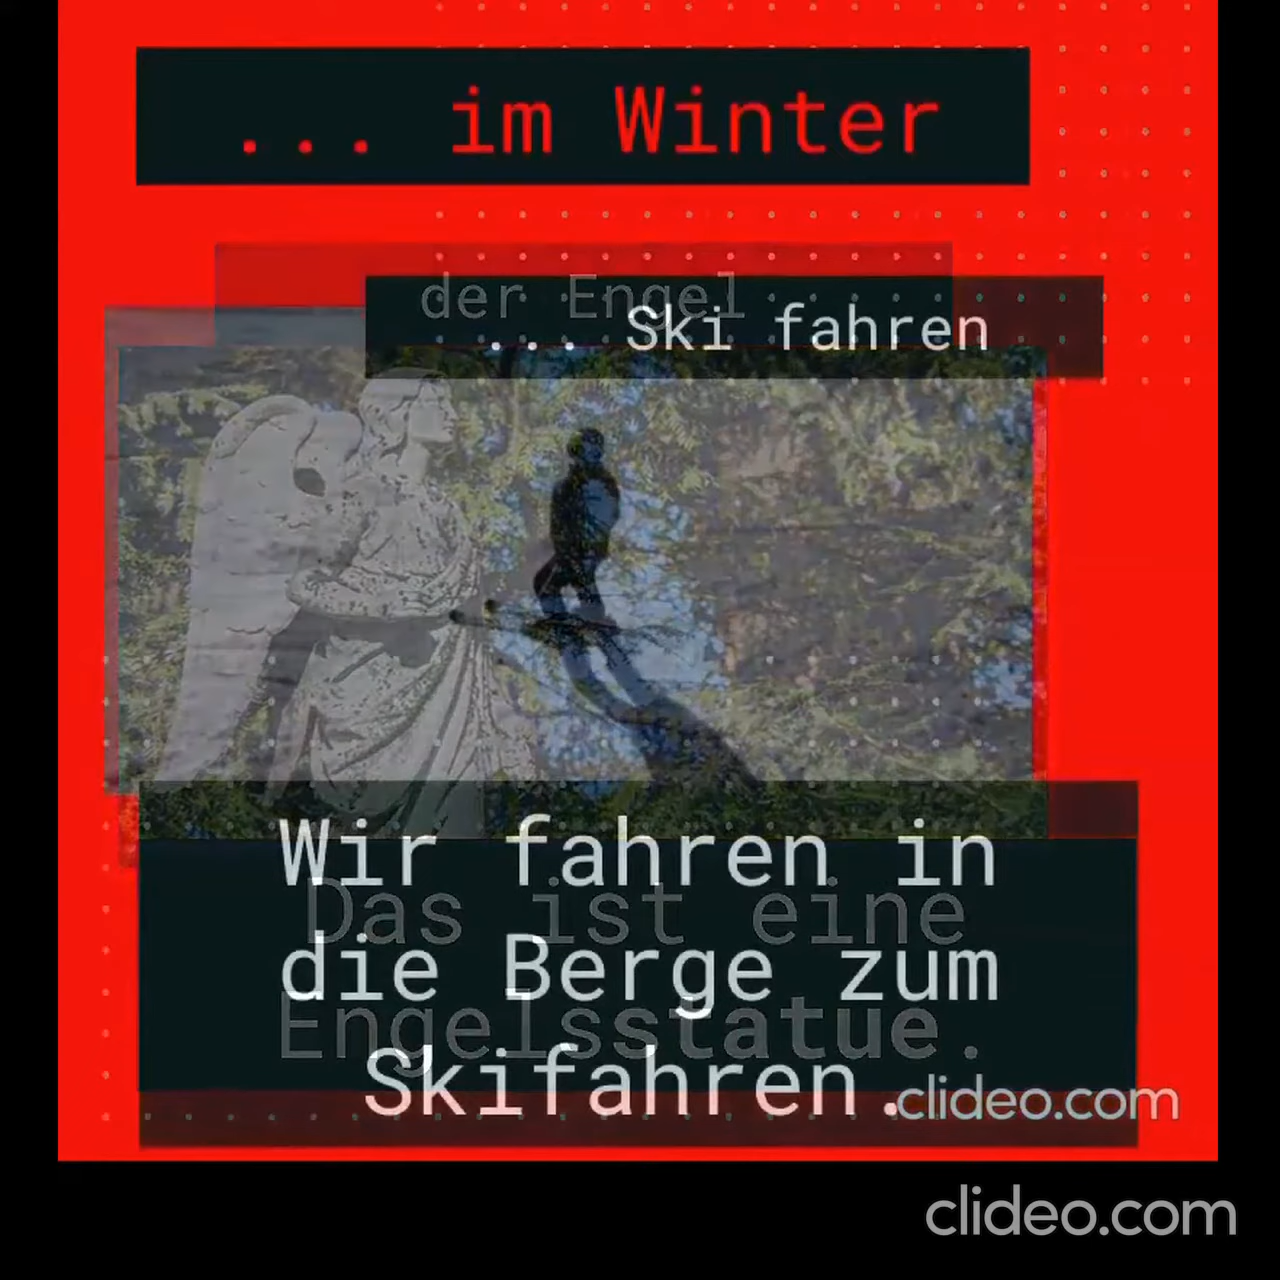 ... im Winter
der Engel
... Ski fahren
Wir fahren in
Das ist eine
die Berge zum
Engelsstatue.
Skifahren.
clideo.com
clideo.com